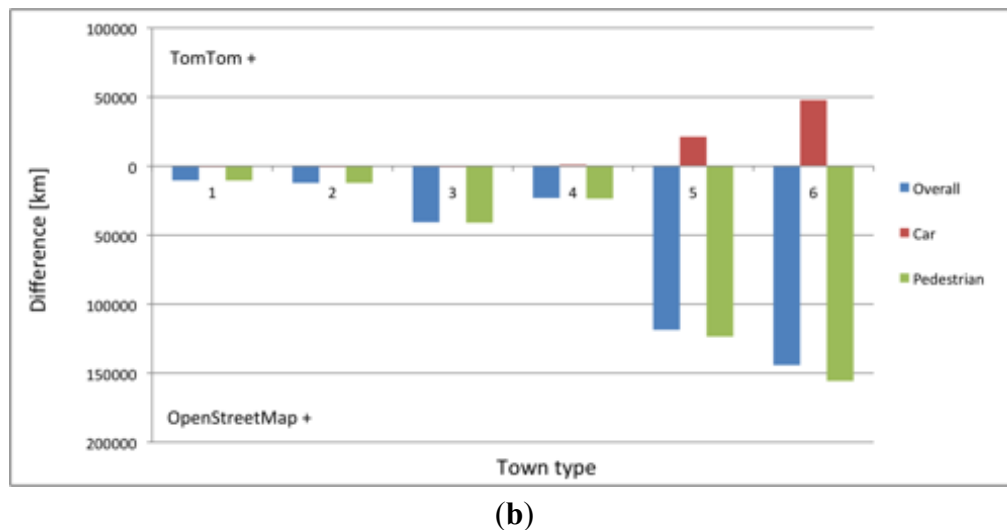 100000
TomTom +
50000
0
1 2 3 4 5 6
50000
100000
150000
OpenStreetMap +
200000
Difference [km]
Town type
Overall
Car
Pedestrian
(b)